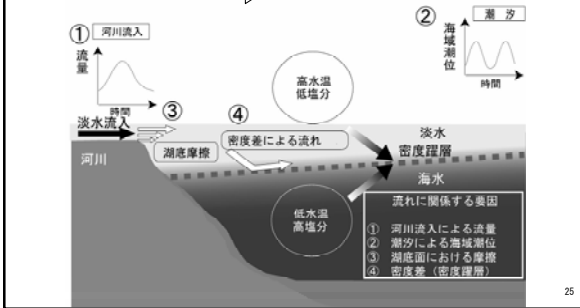 ① 河川流入
流量
時間
② 潮 汐
海域潮位
時間
淡水流入
③
④
河川
湖底摩擦
密度差による流れ
高水温
低塩分
淡水
密度躍層
海水
低水温
高塩分
流れに関係する要因
① 河川流入による流量
② 潮汐による海域潮位
③ 湖底面における摩擦
④ 密度差（密度躍層）
25